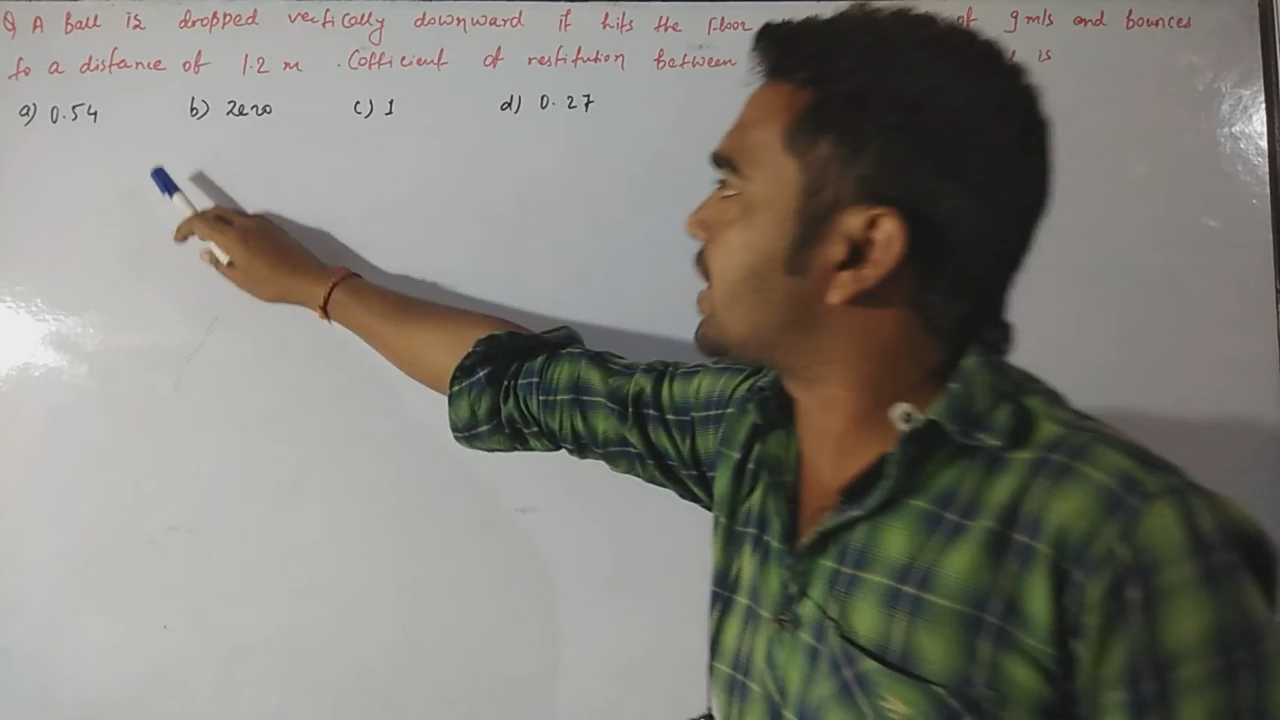 Q A Ball is dropped vertically downward it hits the floor of 9 m/s and bounces
to a distance of 1.2 m . Cofficient of restitution between is
a) 0.54 b) Zero c) 1 d) 0.27